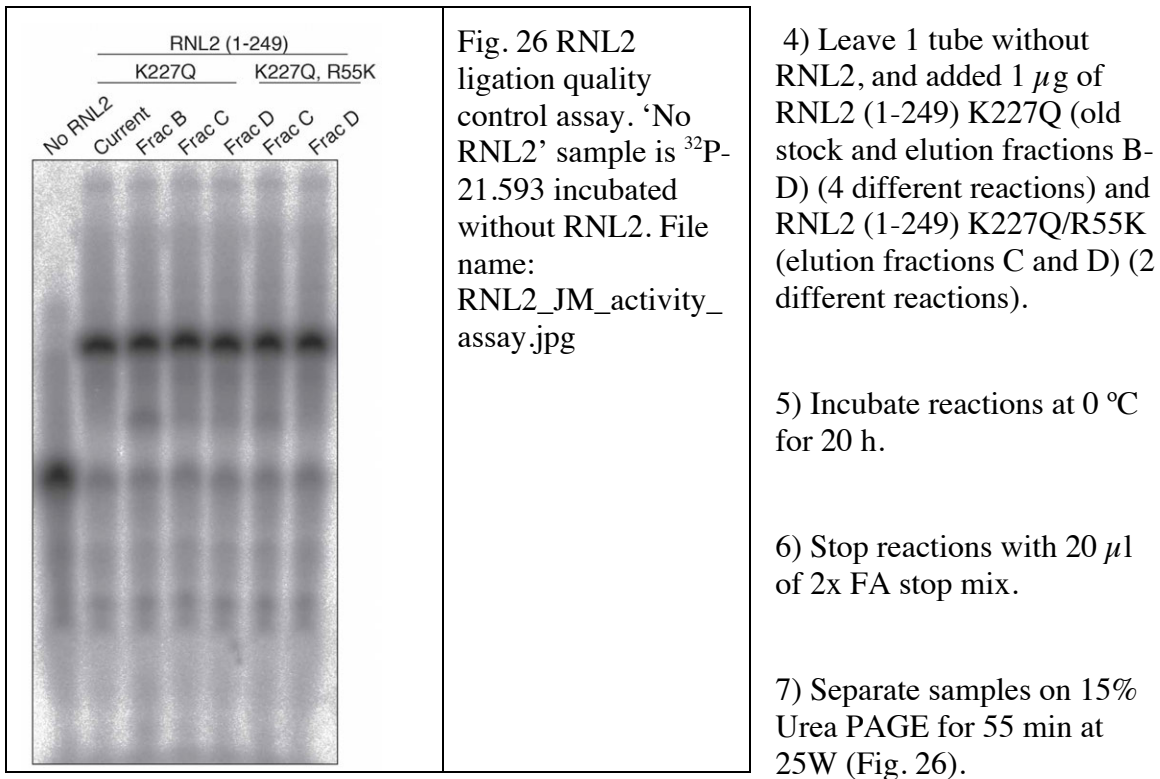 RNL2 (1-249)
K227Q K227Q, R55K
No RNL2 Current Frac B Frac C Frac D Frac C Frac D
Fig. 26 RNL2
ligation quality
control assay. ‘No
RNL2’ sample is 32P-
21.593 incubated
without RNL2. File
name:
RNL2_JM_activity_
assay.jpg
4) Leave 1 tube without
RNL2, and added 1 µg of
RNL2 (1-249) K227Q (old
stock and elution fractions B-
D) (4 different reactions) and
RNL2 (1-249) K227Q/R55K
(elution fractions C and D) (2
different reactions).
5) Incubate reactions at 0 ºC
for 20 h.
6) Stop reactions with 20 µl
of 2x FA stop mix.
7) Separate samples on 15%
Urea PAGE for 55 min at
25W (Fig. 26).